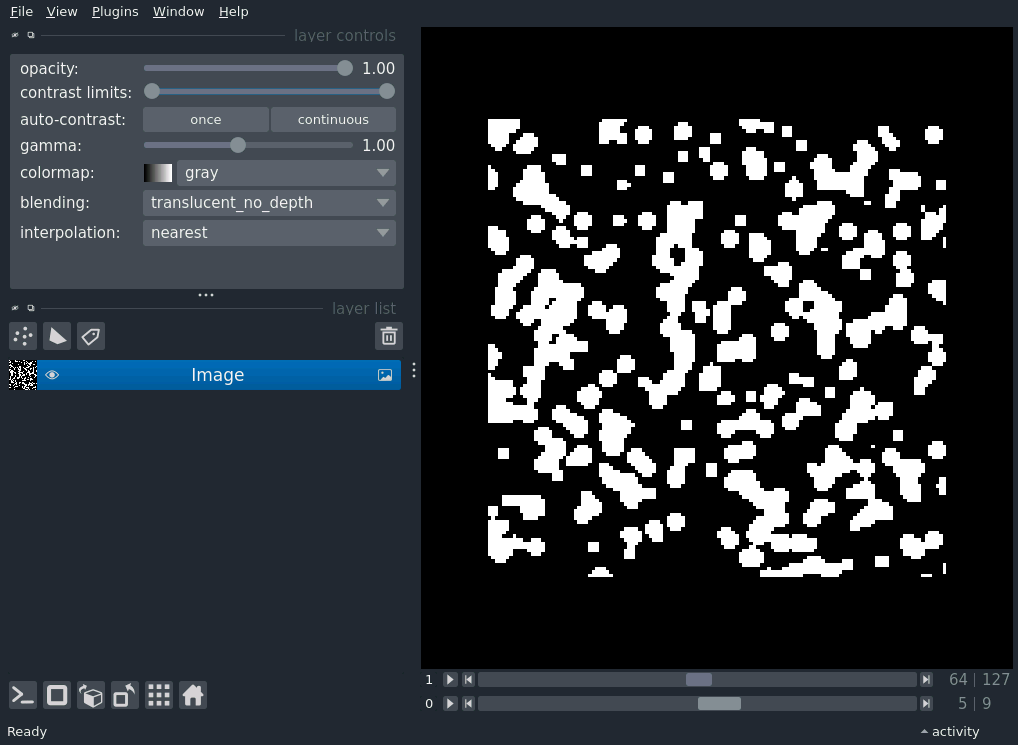 File View Plugins Window Help
layer controls
opacity: 1.00
contrast limits:
auto-contrast: once continuous
gamma: 1.00
colormap: gray
blending: translucent_no_depth
interpolation: nearest
layer list
Image
1 64 | 127
0 5 | 9
Ready activity